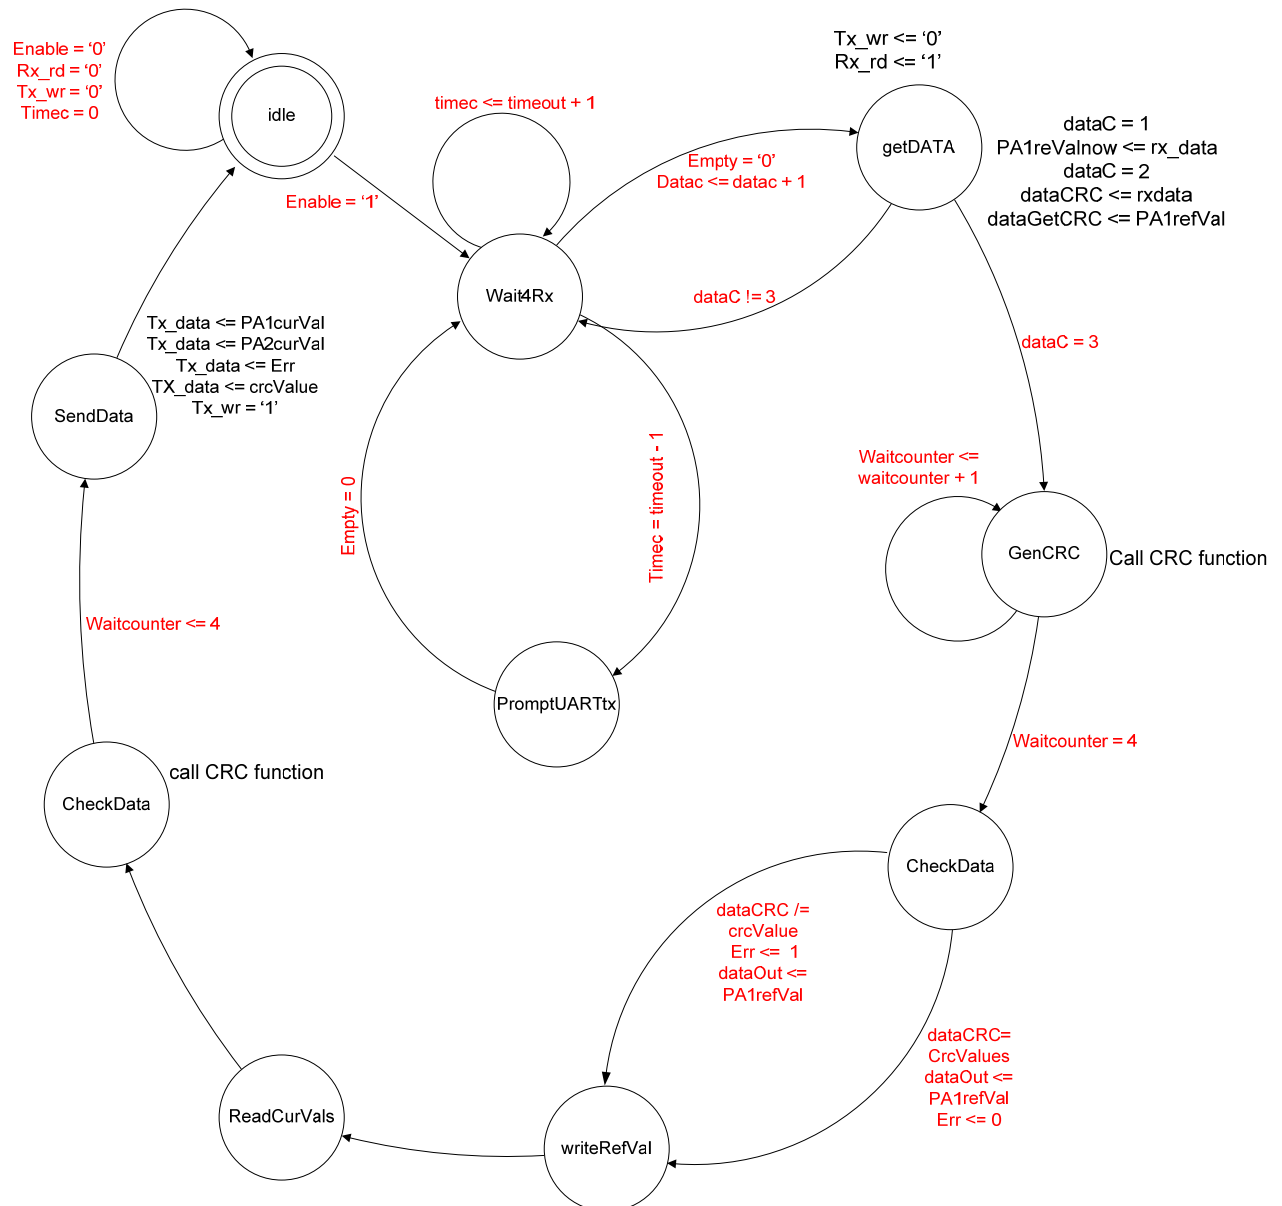 Enable = ‘0’
Rx_rd = ‘0’
Tx_wr = ‘0’
Timec = 0
idle
Enable = ‘1’
timec <= timeout + 1
Wait4Rx
Empty = ‘0’
Datac <= datac + 1
Tx_wr <= ‘0’
Rx_rd <= ‘1’
getDATA
dataC = 1
PA1reValnow <= rx_data
dataC = 2
dataCRC <= rxdata
dataGetCRC <= PA1refVal
dataC != 3
dataC = 3
Tx_data <= PA1curVal
Tx_data <= PA2curVal
Tx_data <= Err
TX_data <= crcValue
Tx_wr = ‘1’
SendData
Empty = 0
Timec = timeout - 1
Waitcounter <=
waitcounter + 1
GenCRC
Call CRC function
Waitcounter <= 4
PromptUARTtx
Waitcounter = 4
call CRC function
CheckData
CheckData
dataCRC /=
crcValue
Err <= 1
dataOut <=
PA1refVal
dataCRC=
CrcValues
dataOut <=
PA1refVal
Err <= 0
ReadCurVals
writeRefVal